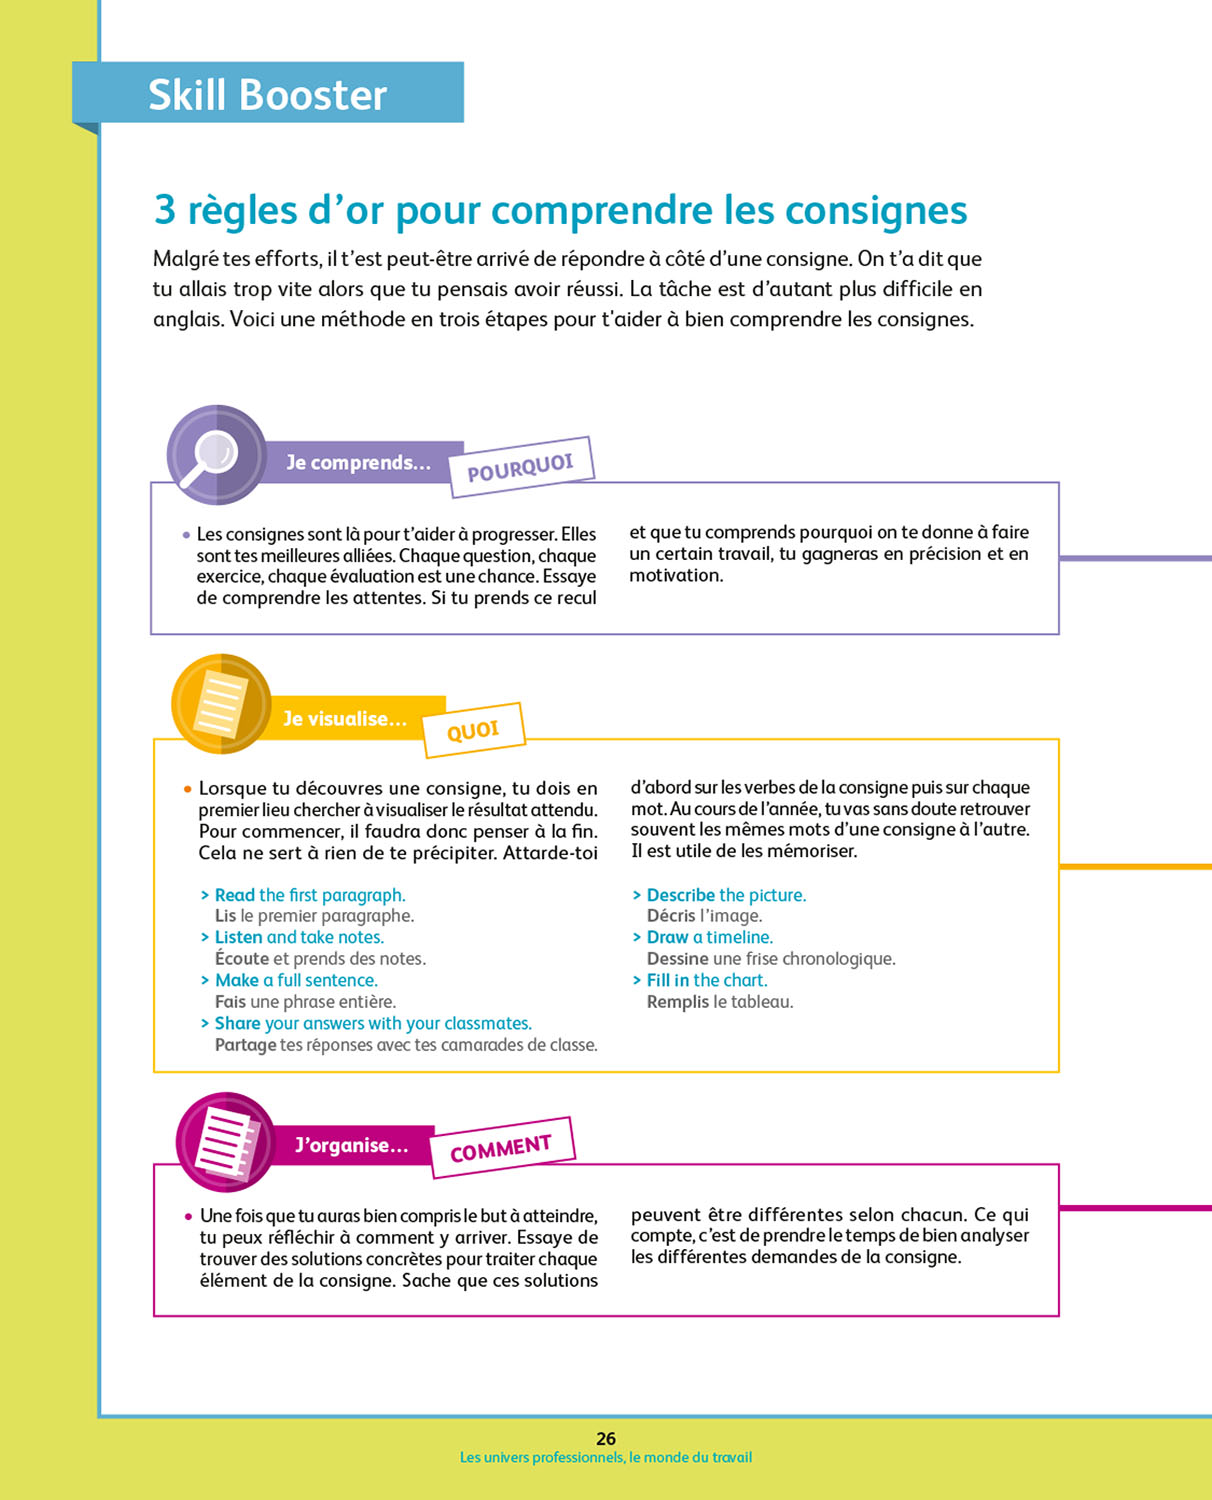 Skill Booster
3 règles d’or pour comprendre les consignes
Malgré tes efforts, il t’est peut-être arrivé de répondre à côté d’une consigne. On t’a dit que
tu allais trop vite alors que tu pensais avoir réussi. La tâche est d’autant plus difficile en
anglais. Voici une méthode en trois étapes pour t'aider à bien comprendre les consignes.
Je comprends…
POURQUOI
• Les consignes sont là pour t’aider à progresser. Elles
sont tes meilleures alliées. Chaque question, chaque
exercice, chaque évaluation est une chance. Essaye
de comprendre les attentes. Si tu prends ce recul
et que tu comprends pourquoi on te donne à faire
un certain travail, tu gagneras en précision et en
motivation.
Je visualise…
QUOI
• Lorsque tu découvres une consigne, tu dois en
premier lieu chercher à visualiser le résultat attendu.
Pour commencer, il faudra donc penser à la fin.
Cela ne sert à rien de te précipiter. Attarde-toi
d’abord sur les verbes de la consigne puis sur chaque
mot. Au cours de l’année, tu vas sans doute retrouver
souvent les mêmes mots d’une consigne à l’autre.
Il est utile de les mémoriser.
> Read the first paragraph.
Lis le premier paragraphe.
> Listen and take notes.
Écoute et prends des notes.
> Make a full sentence.
Fais une phrase entière.
> Share your answers with your classmates.
Partage tes réponses avec tes camarades de classe.
> Describe the picture.
Décris l’image.
> Draw a timeline.
Dessine une frise chronologique.
> Fill in the chart.
Remplis le tableau.
J’organise…
COMMENT
• Une fois que tu auras bien compris le but à atteindre,
tu peux réfléchir à comment y arriver. Essaye de
trouver des solutions concrètes pour traiter chaque
élément de la consigne. Sache que ces solutions
peuvent être différentes selon chacun. Ce qui
compte, c’est de prendre le temps de bien analyser
les différentes demandes de la consigne.
26
Les univers professionnels, le monde du travail